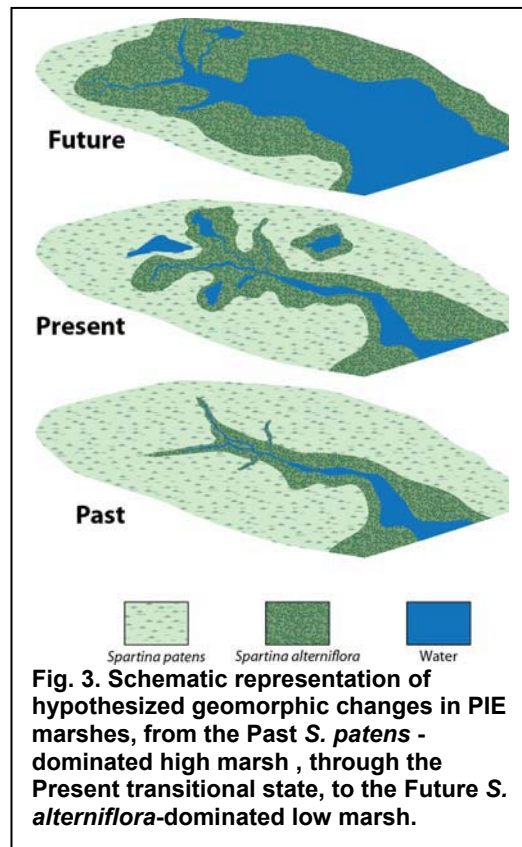 Future
Present
Past
Spartina patens
Spartina alterniflora
Water
Fig. 3. Schematic representation of
hypothesized geomorphic changes in PIE
marshes, from the Past S. patens -
dominated high marsh , through the
Present transitional state, to the Future S.
alterniflora-dominated low marsh.